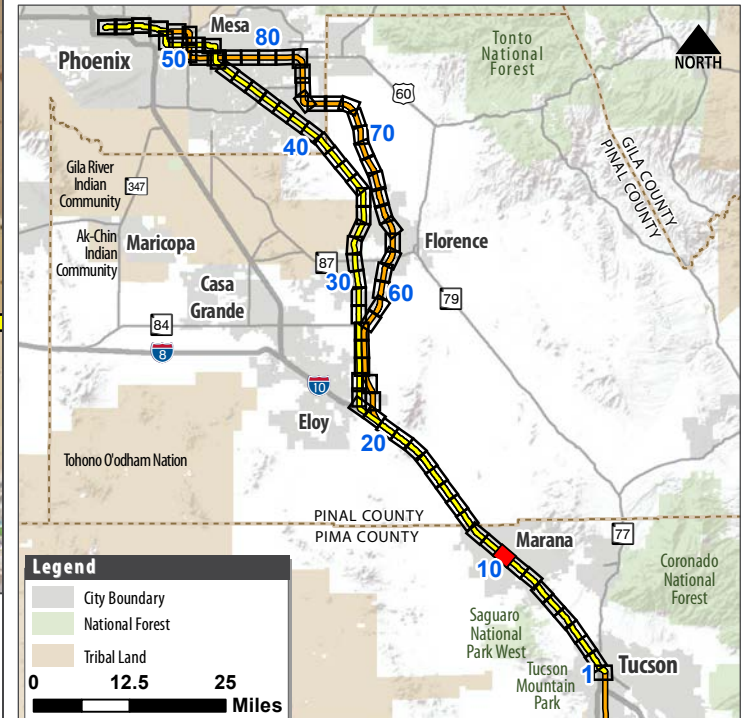 Mesa
80
Tonto
National
Forest
NORTH
Phoenix
50
60
70
40
GILA COUNTY
PINAL COUNTY
Gila River
Indian
Community
347
Ak-Chin
Indian
Community
Maricopa
Florence
87
30
Casa
Grande
60
79
84
8
10
Eloy
20
Tohono O'odham Nation
PINAL COUNTY
PIMA COUNTY
Marana
77
10
Coronado
National
Forest
Saguaro
National
Park West
Tucson
Mountain
Park
1
Tucson
Legend
City Boundary
National Forest
Tribal Land
0 12.5 25
Miles